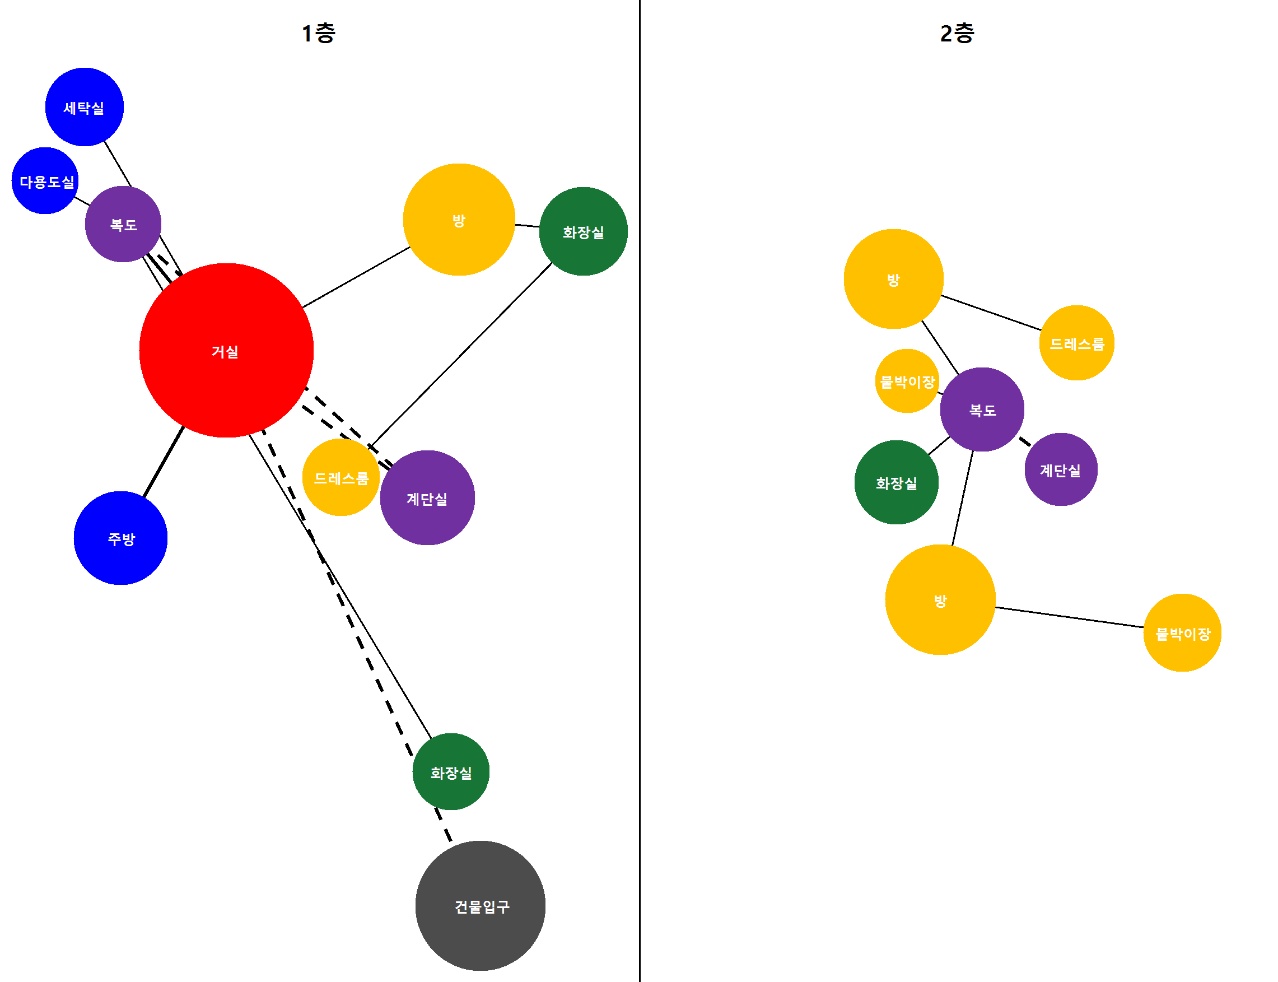 1층
세탁실
다용도실
복도
방
화장실
거실
드레스룸
계단실
주방
화장실
건물입구
2층
방
드레스룸
붙박이장
복도
화장실
계단실
방
붙박이장